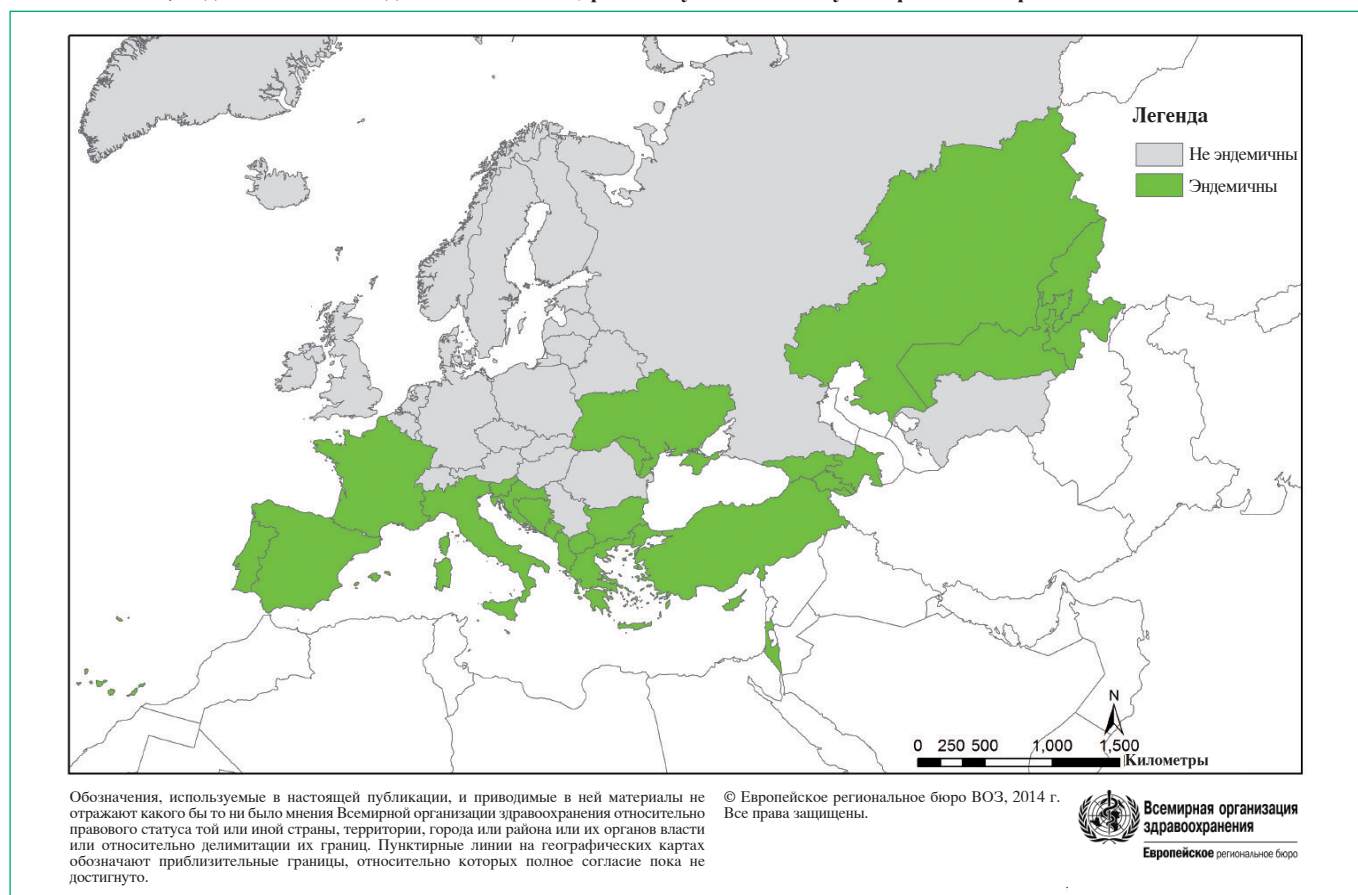 Легенда
Не эндемичны
Эндемичны
N
0 250 500 1,000 1,500
Километры
Обозначения, используемые в настоящей публикации, и приводимые в ней материалы не
отражают какого бы то ни было мнения Всемирной организации здравоохранения относительно
правового статуса той или иной страны, территории, города или района или их органов власти
или относительно делимитации их границ. Пунктирные линии на географических картах
обозначают приблизительные границы, относительно которых полное согласие пока не
достигнуто.
© Европейское региональное бюро ВОЗ, 2014 г.
Все права защищены.
Всемирная организация
здравоохранения
Европейское региональное бюро